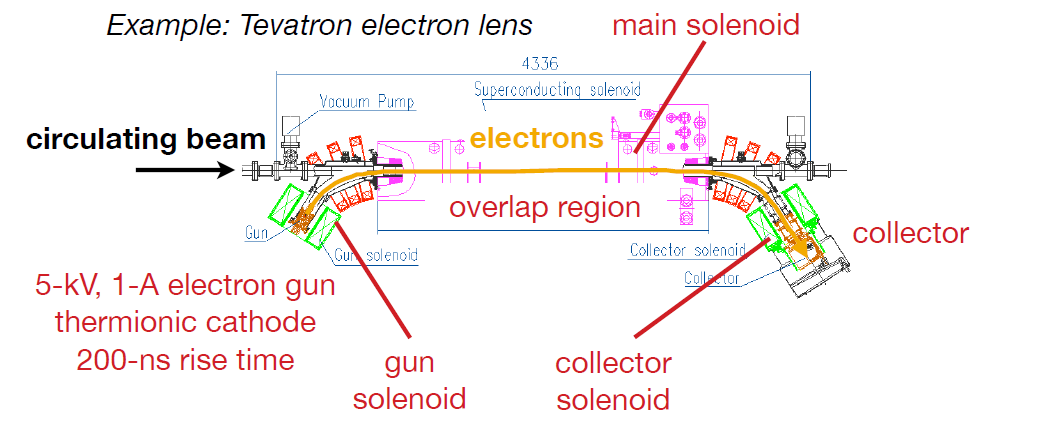 Example: Tevatron electron lens
main solenoid
4336
Superconducting solenoid
Vacuum Pump
circulating beam
electrons
overlap region
Gun
Gun solenoid
Collector solenoid
Collector
collector
5-kV, 1-A electron gun
thermionic cathode
200-ns rise time
gun
solenoid
collector
solenoid